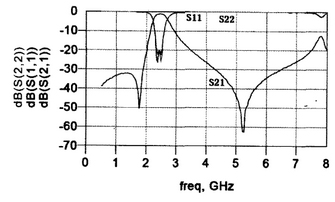 dB(S(2,2))
dB(S(1,1))
dB(S(2,1))
0
-10
-20
-30
-40
-50
-60
-70
S11
S22
S21
0 1 2 3 4 5 6 7 8
freq, GHz